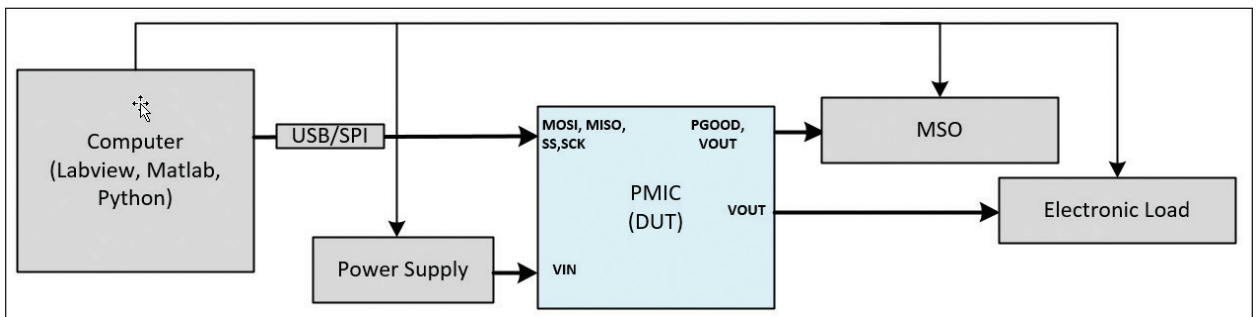 Computer
(Labview, Matlab,
Python)
USB/SPI
Power Supply
MOSI, MISO,
SS,SCK
PGOOD,
VOUT
PMIC
(DUT)
VOUT
VIN
MSO
Electronic Load